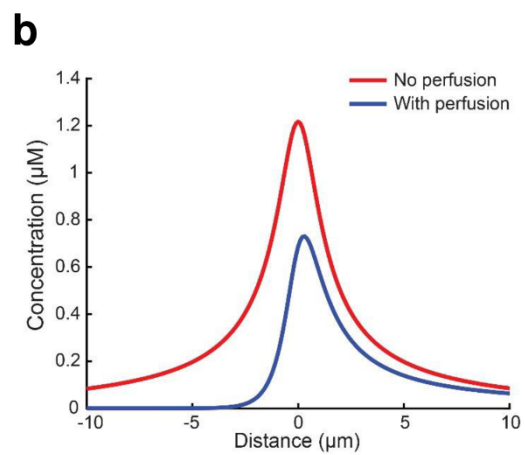 b
No perfusion
With perfusion
Concentration (μM)
1.4
1.2
1
0.8
0.6
0.4
0.2
0
-10
-5
0
5
10
Distance (μm)